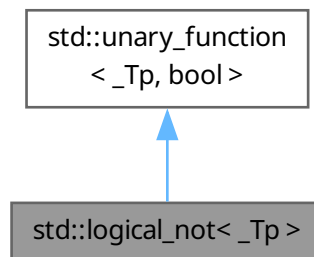 std::unary_function
< _Tp, bool >
std::logical_not< _Tp >